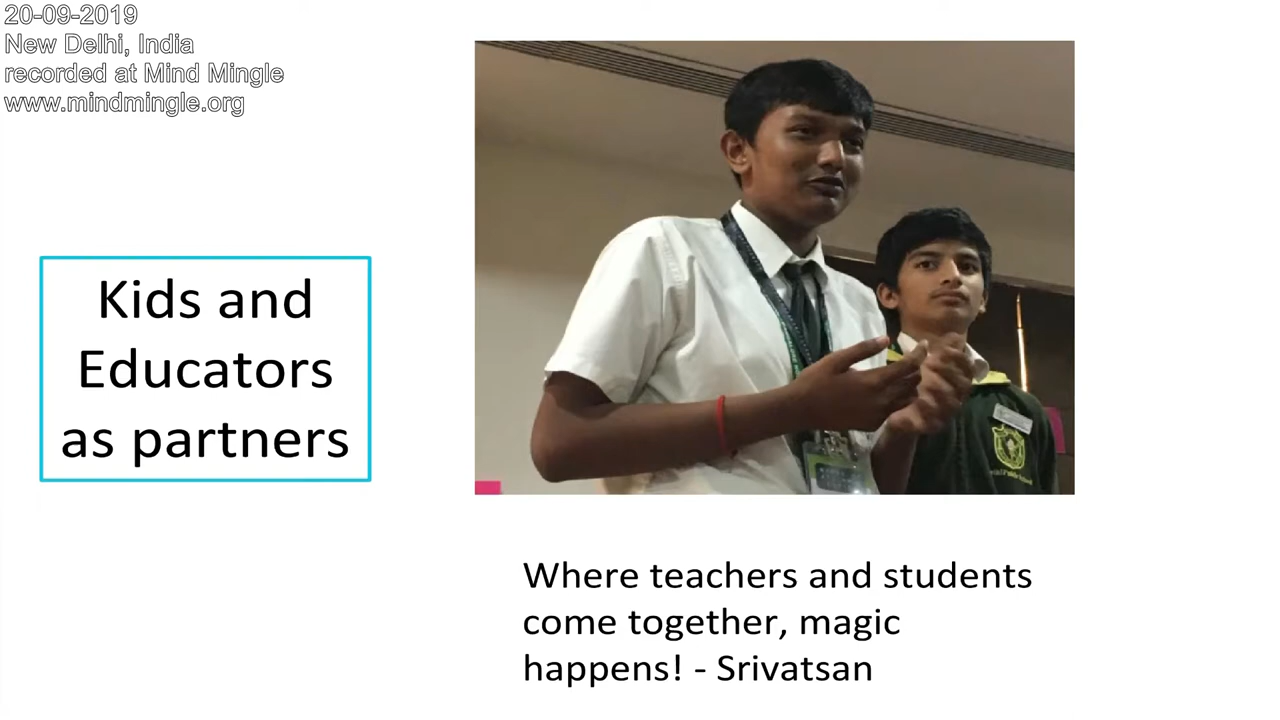 20-09-2019
New Delhi, India
recorded at Mind Mingle
www.mindmingle.org
Kids and
Educators
as partners
Where teachers and students
come together, magic
happens! - Srivatsan